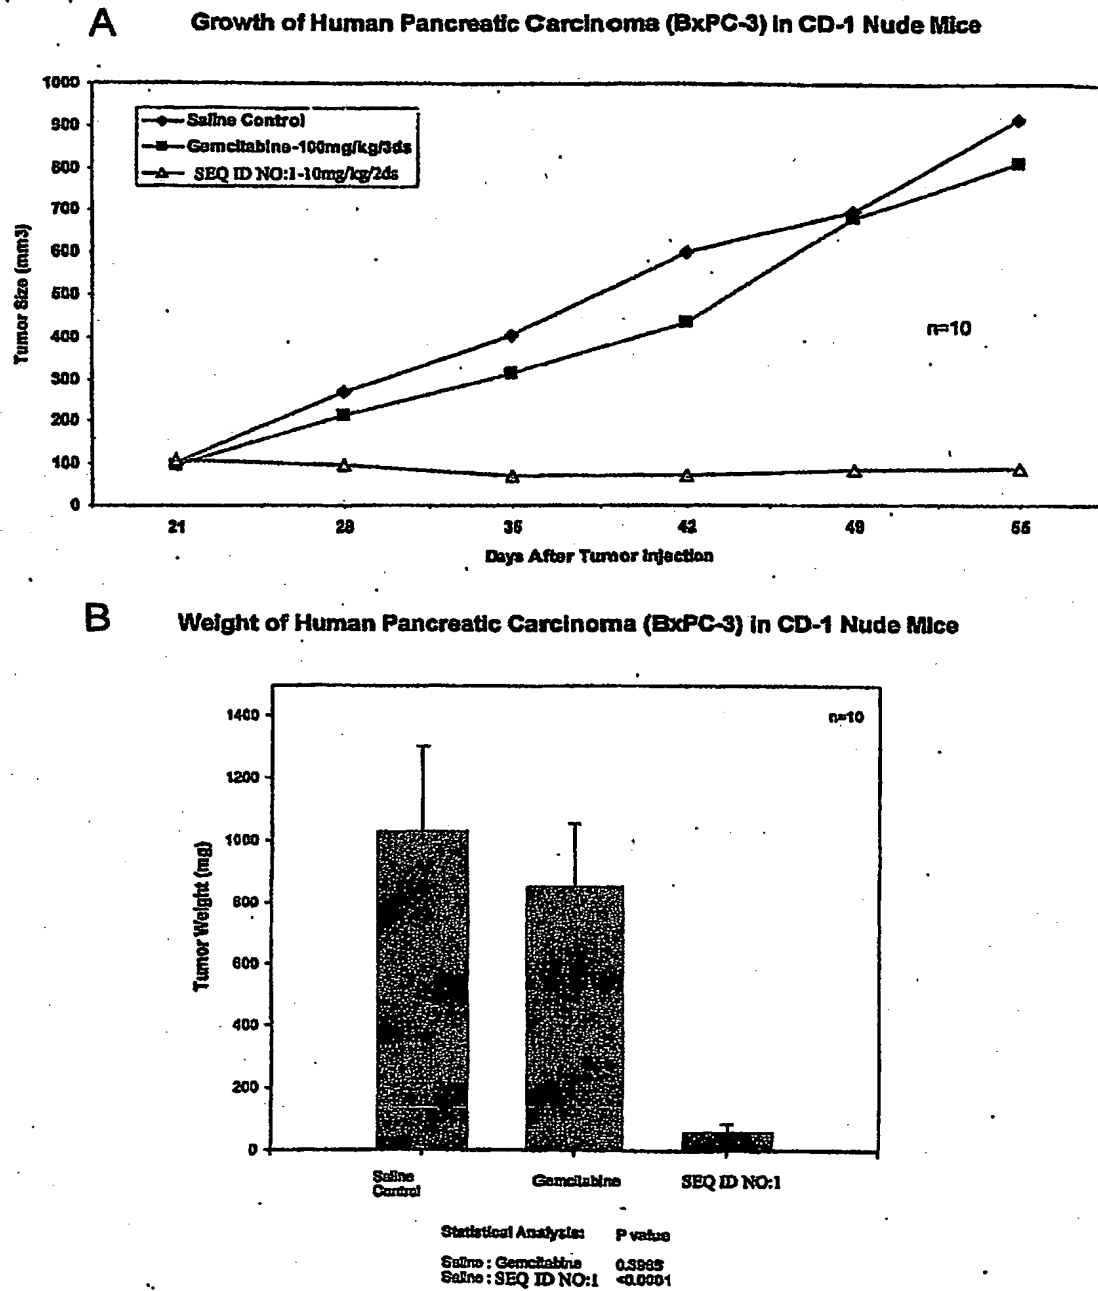 A
Growth of Human Pancreatic Carcinoma (BxPC-3) in CD-1 Nude Mice
1000
900
800
700
600
500
400
300
200
100
0
Tumor Size (mm3)
Saline Control
Gemcitabine-100mg/kg/3ds
SEQ ID NO:1-10mg/kg/2ds
n=10
21
28
35
42
49
55
Days After Tumor Injection
B
Weight of Human Pancreatic Carcinoma (BxPC-3) in CD-1 Nude Mice
1400
1200
1000
800
600
400
200
0
Tumor Weight (mg)
n=10
Saline
Control
Gemcitabine
SEQ ID NO:1
Statistical Analysis: P value
Saline : Gemcitabine
Saline : SEQ ID NO:1 <0.0001